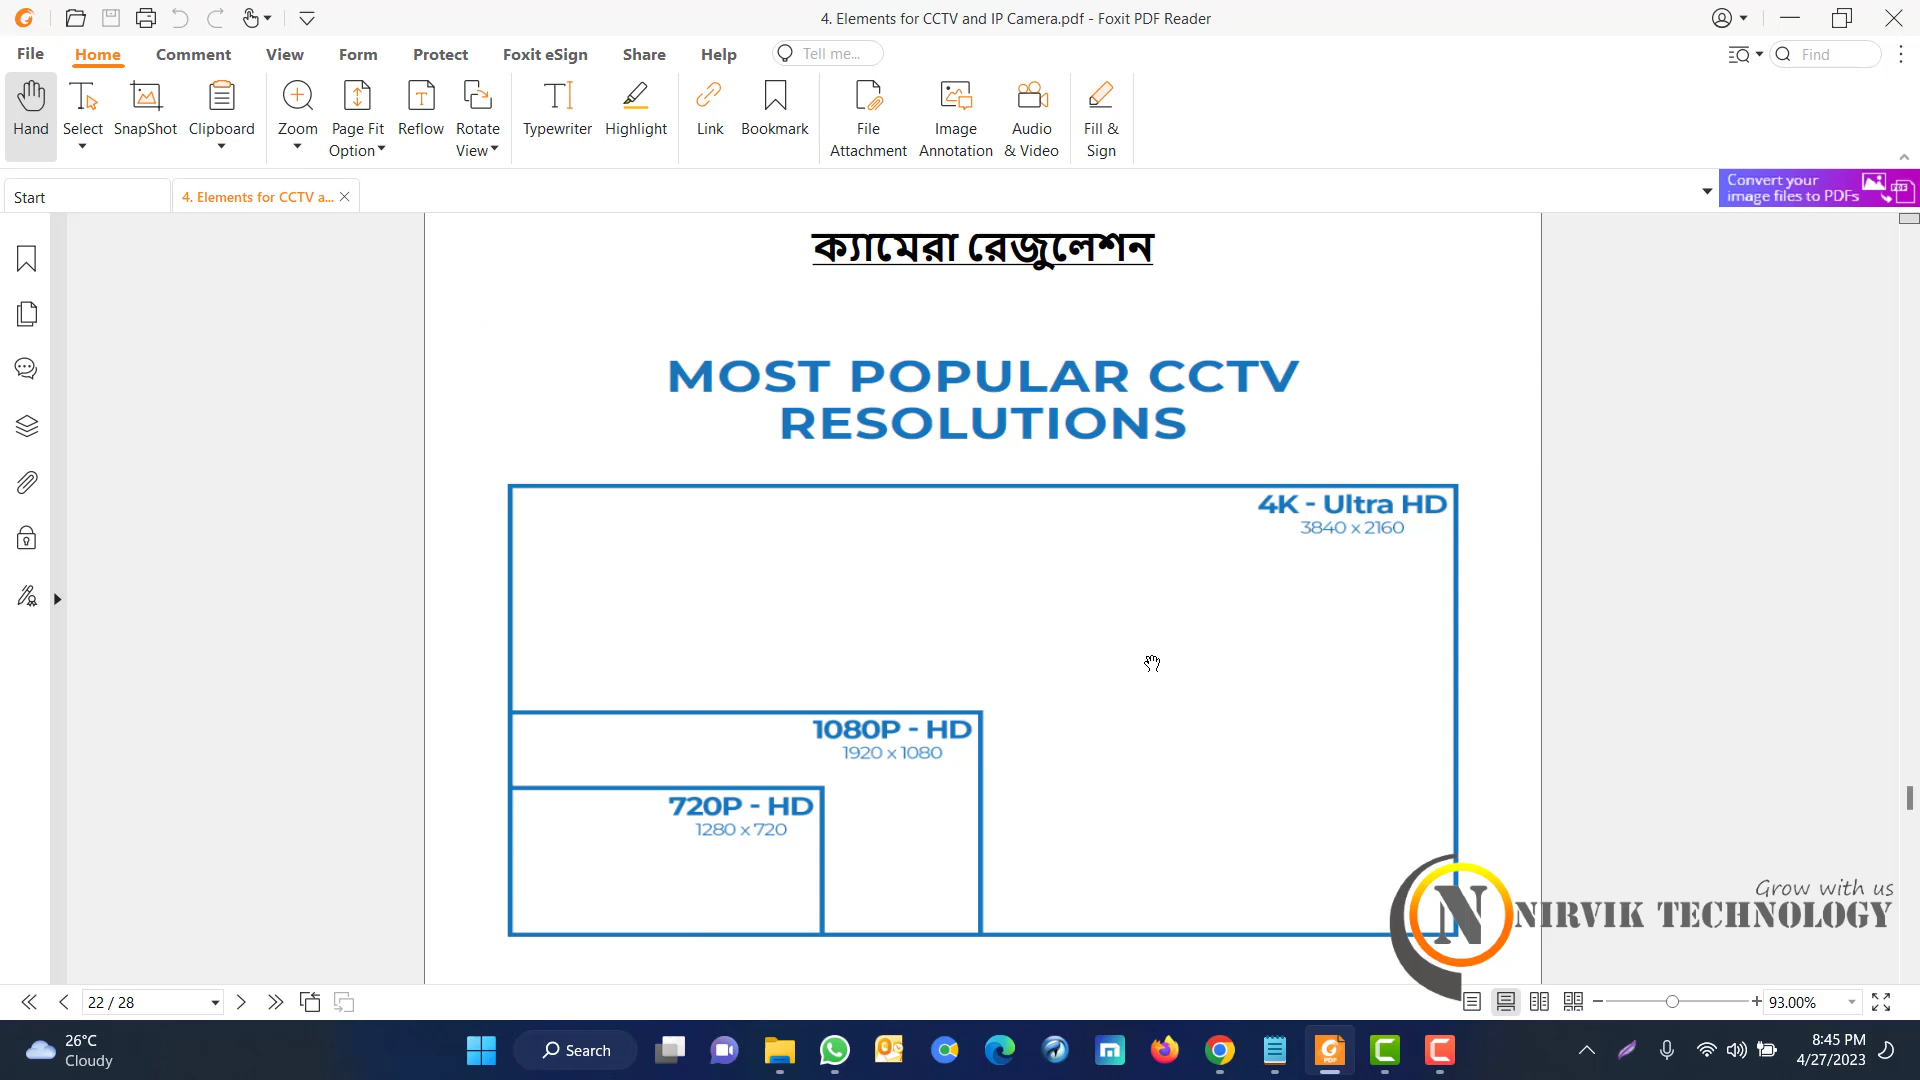 4. Elements for CCTV and IP Camera.pdf - Foxit PDF Reader
File Home Comment View Form Protect Foxit eSign Share Help Tell me... Find
Hand Select SnapShot Clipboard Zoom Page Fit Option Reflow Rotate View Typewriter Highlight Link Bookmark File Attachment Image Annotation Audio & Video Fill & Sign
Start
4. Elements for CCTV a...
Convert your
image files to PDFs
PDF
ক্যামেরা রেজুলেশন
MOST POPULAR CCTV
RESOLUTIONS
4K - Ultra HD
3840 x 2160
1080P - HD
1920 x 1080
720P - HD
1280 x 720
Grow with us
N NIRVIK TECHNOLOGY
22 / 28
93.00%
26°C
Cloudy
Search
PDF
8:45 PM
4/27/2023